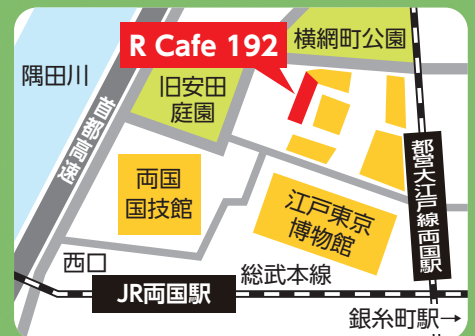 R Cafe 192
横網町公園
隅田川
旧安田
庭園
首都高速
両国
国技館
江戸東京
博物館
都営大江戸線両国駅
西口
総武本線
JR両国駅
銀糸町駅→